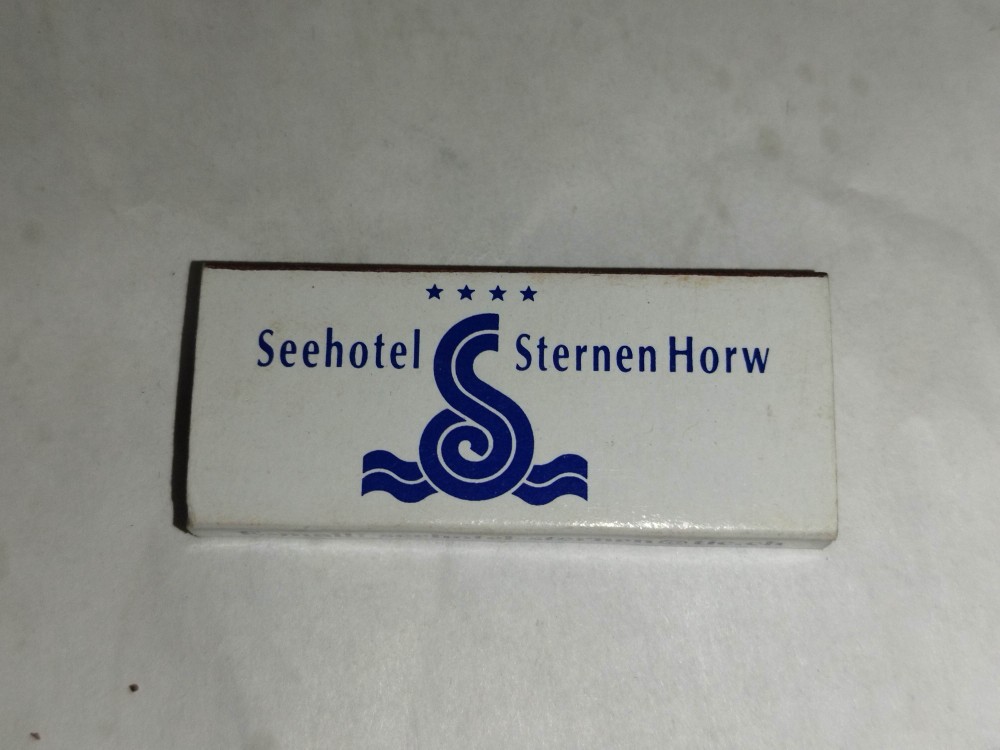 ★★★★
Seehotel Sternen Horw